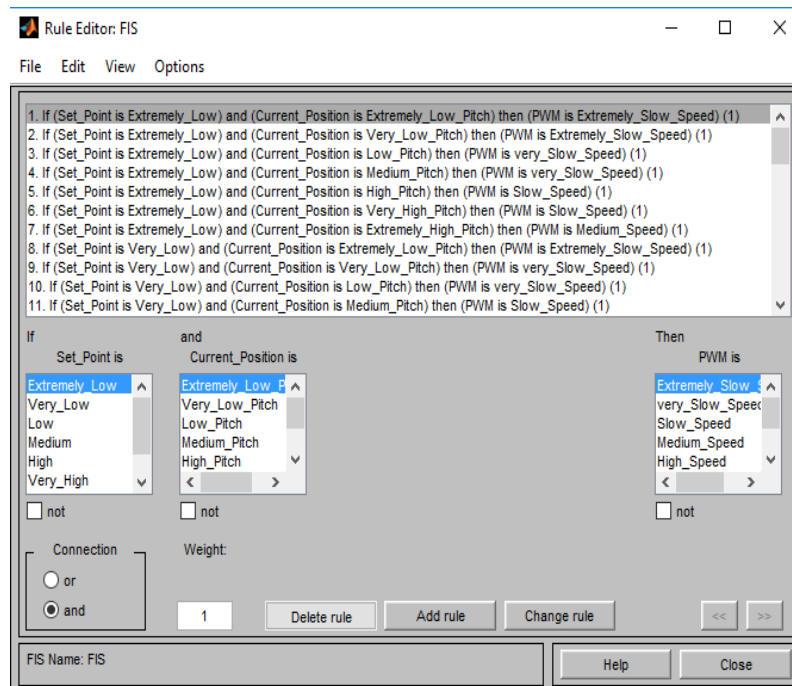 Rule Editor: FIS
File Edit View Options
1. If (Set_Point is Extremely_Low) and (Current_Position is Extremely_Low_Pitch) then (PWM is Extremely_Slow_Speed) (1)
2. If (Set_Point is Extremely_Low) and (Current_Position is Very_Low_Pitch) then (PWM is Extremely_Slow_Speed) (1)
3. If (Set_Point is Extremely_Low) and (Current_Position is Low_Pitch) then (PWM is very_Slow_Speed) (1)
4. If (Set_Point is Extremely_Low) and (Current_Position is Medium_Pitch) then (PWM is very_Slow_Speed) (1)
5. If (Set_Point is Extremely_Low) and (Current_Position is High_Pitch) then (PWM is Slow_Speed) (1)
6. If (Set_Point is Extremely_Low) and (Current_Position is Very_High_Pitch) then (PWM is Slow_Speed) (1)
7. If (Set_Point is Extremely_Low) and (Current_Position is Extremely_High_Pitch) then (PWM is Medium_Speed) (1)
8. If (Set_Point is Very_Low) and (Current_Position is Extremely_Low_Pitch) then (PWM is Extremely_Slow_Speed) (1)
9. If (Set_Point is Very_Low) and (Current_Position is Very_Low_Pitch) then (PWM is very_Slow_Speed) (1)
10. If (Set_Point is Very_Low) and (Current_Position is Low_Pitch) then (PWM is very_Slow_Speed) (1)
11. If (Set_Point is Very_Low) and (Current_Position is Medium_Pitch) then (PWM is Slow_Speed) (1)
If
Set_Point is
Extremely_Low
Very_Low
Low
Medium
High
Very_High
not
and
Current_Position is
Extremely_Low_P
Very_Low_Pitch
Low_Pitch
Medium_Pitch
High_Pitch
not
Then
PWM is
Extremely_Slow_S
very_Slow_Speed
Slow_Speed
Medium_Speed
High_Speed
not
Connection
or
and
Weight:
1
Delete rule
Add rule
Change rule
<<
>>
FIS Name: FIS
Help
Close